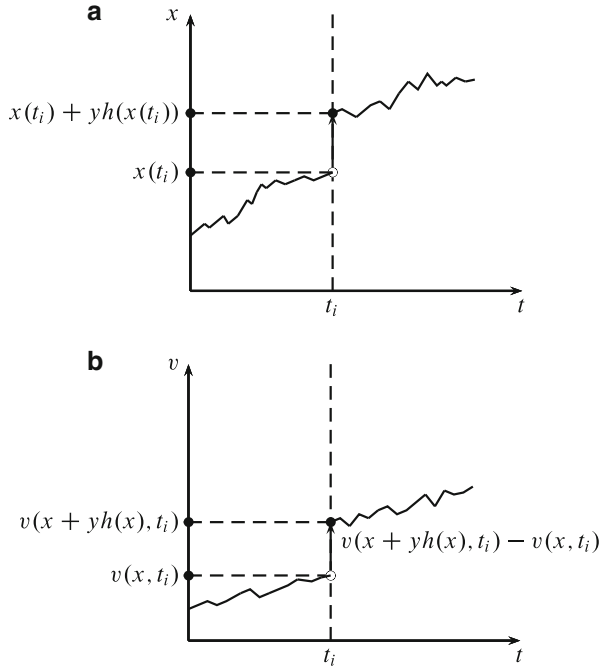 a
x
x(t_i) + yh(x(t_i))
x(t_i)
t_i
t
b
v
v(x + yh(x), t_i)
v(x + yh(x), t_i) − v(x, t_i)
v(x, t_i)
t_i
t